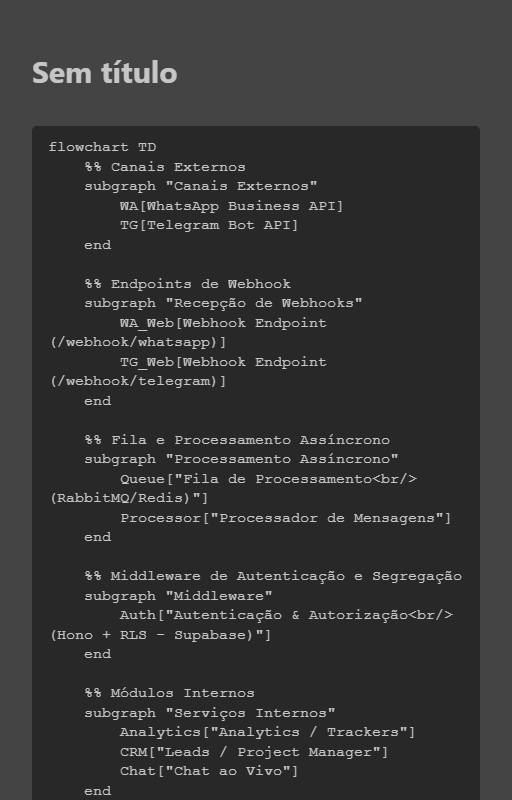 Sem título
flowchart TD
    %% Canais Externos
    subgraph "Canais Externos"
        WA[WhatsApp Business API]
        TG[Telegram Bot API]
    end

    %% Endpoints de Webhook
    subgraph "Recepção de Webhooks"
        WA_Web[Webhook Endpoint
(/webhook/whatsapp)]
        TG_Web[Webhook Endpoint
(/webhook/telegram)]
    end

    %% Fila e Processamento Assíncrono
    subgraph "Processamento Assíncrono"
        Queue["Fila de Processamento<br/>
(RabbitMQ/Redis)"]
        Processor["Processador de Mensagens"]
    end

    %% Middleware de Autenticação e Segregação
    subgraph "Middleware"
        Auth["Autenticação & Autorização<br/>
(Hono + RLS - Supabase)"]
    end

    %% Módulos Internos
    subgraph "Serviços Internos"
        Analytics["Analytics / Trackers"]
        CRM["Leads / Project Manager"]
        Chat["Chat ao Vivo"]
    end